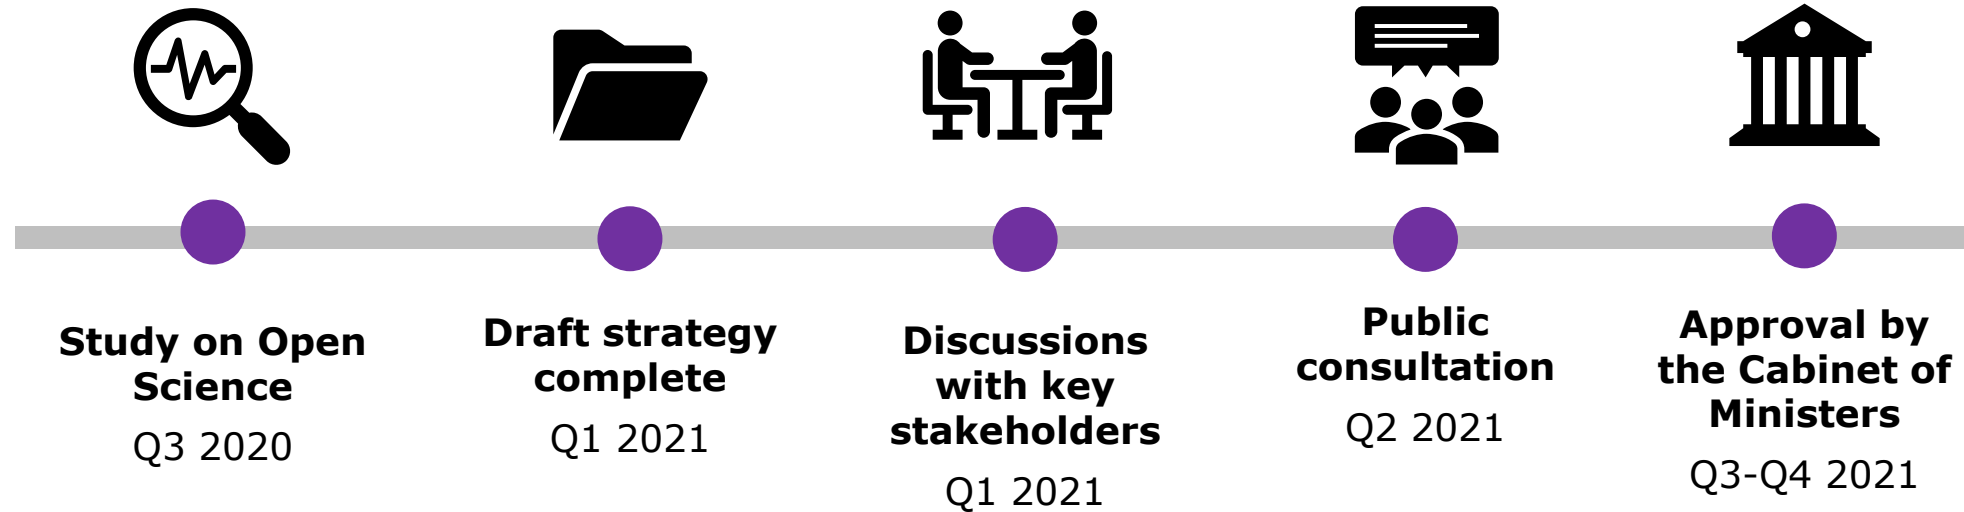 Study on Open
Science
Q3 2020
Draft strategy
complete
Q1 2021
Discussions
with key
stakeholders
Q1 2021
Public
consultation
Q2 2021
Approval by
the Cabinet of
Ministers
Q3-Q4 2021